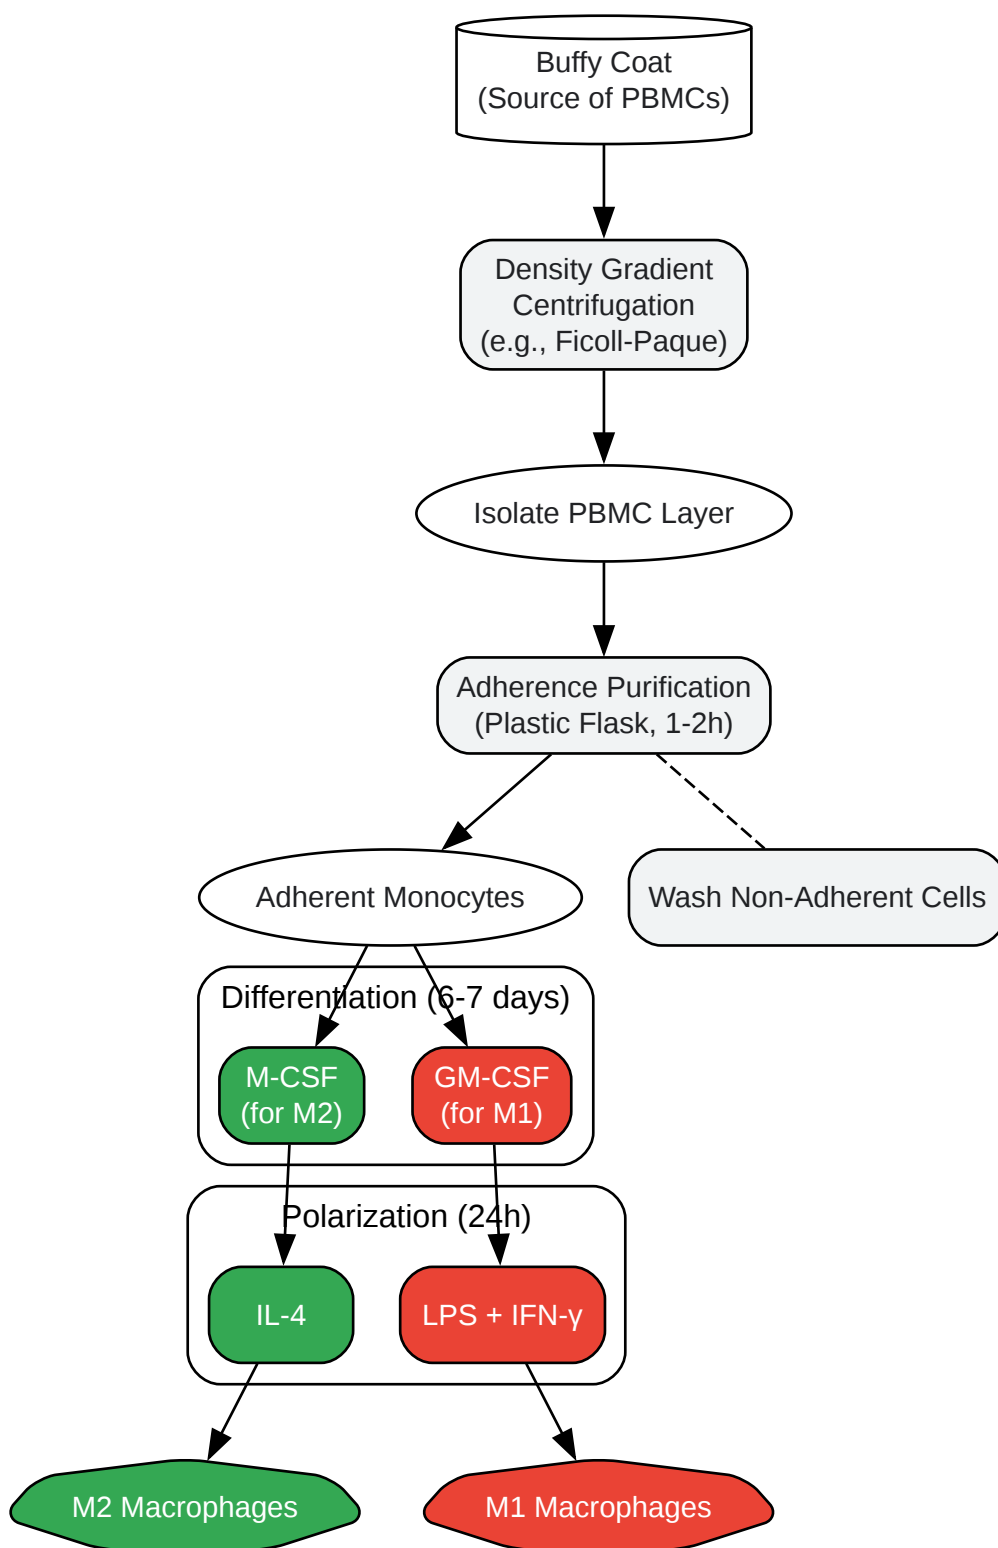 Buffy Coat
(Source of PBMCs)
Density Gradient
Centrifugation
(e.g., Ficoll-Paque)
Isolate PBMC Layer
Adherence Purification
(Plastic Flask, 1-2h)
Adherent Monocytes
Wash Non-Adherent Cells
Differentiation (6-7 days)
M-CSF
(for M2)
GM-CSF
(for M1)
Polarization (24h)
IL-4
LPS + IFN-γ
M2 Macrophages
M1 Macrophages